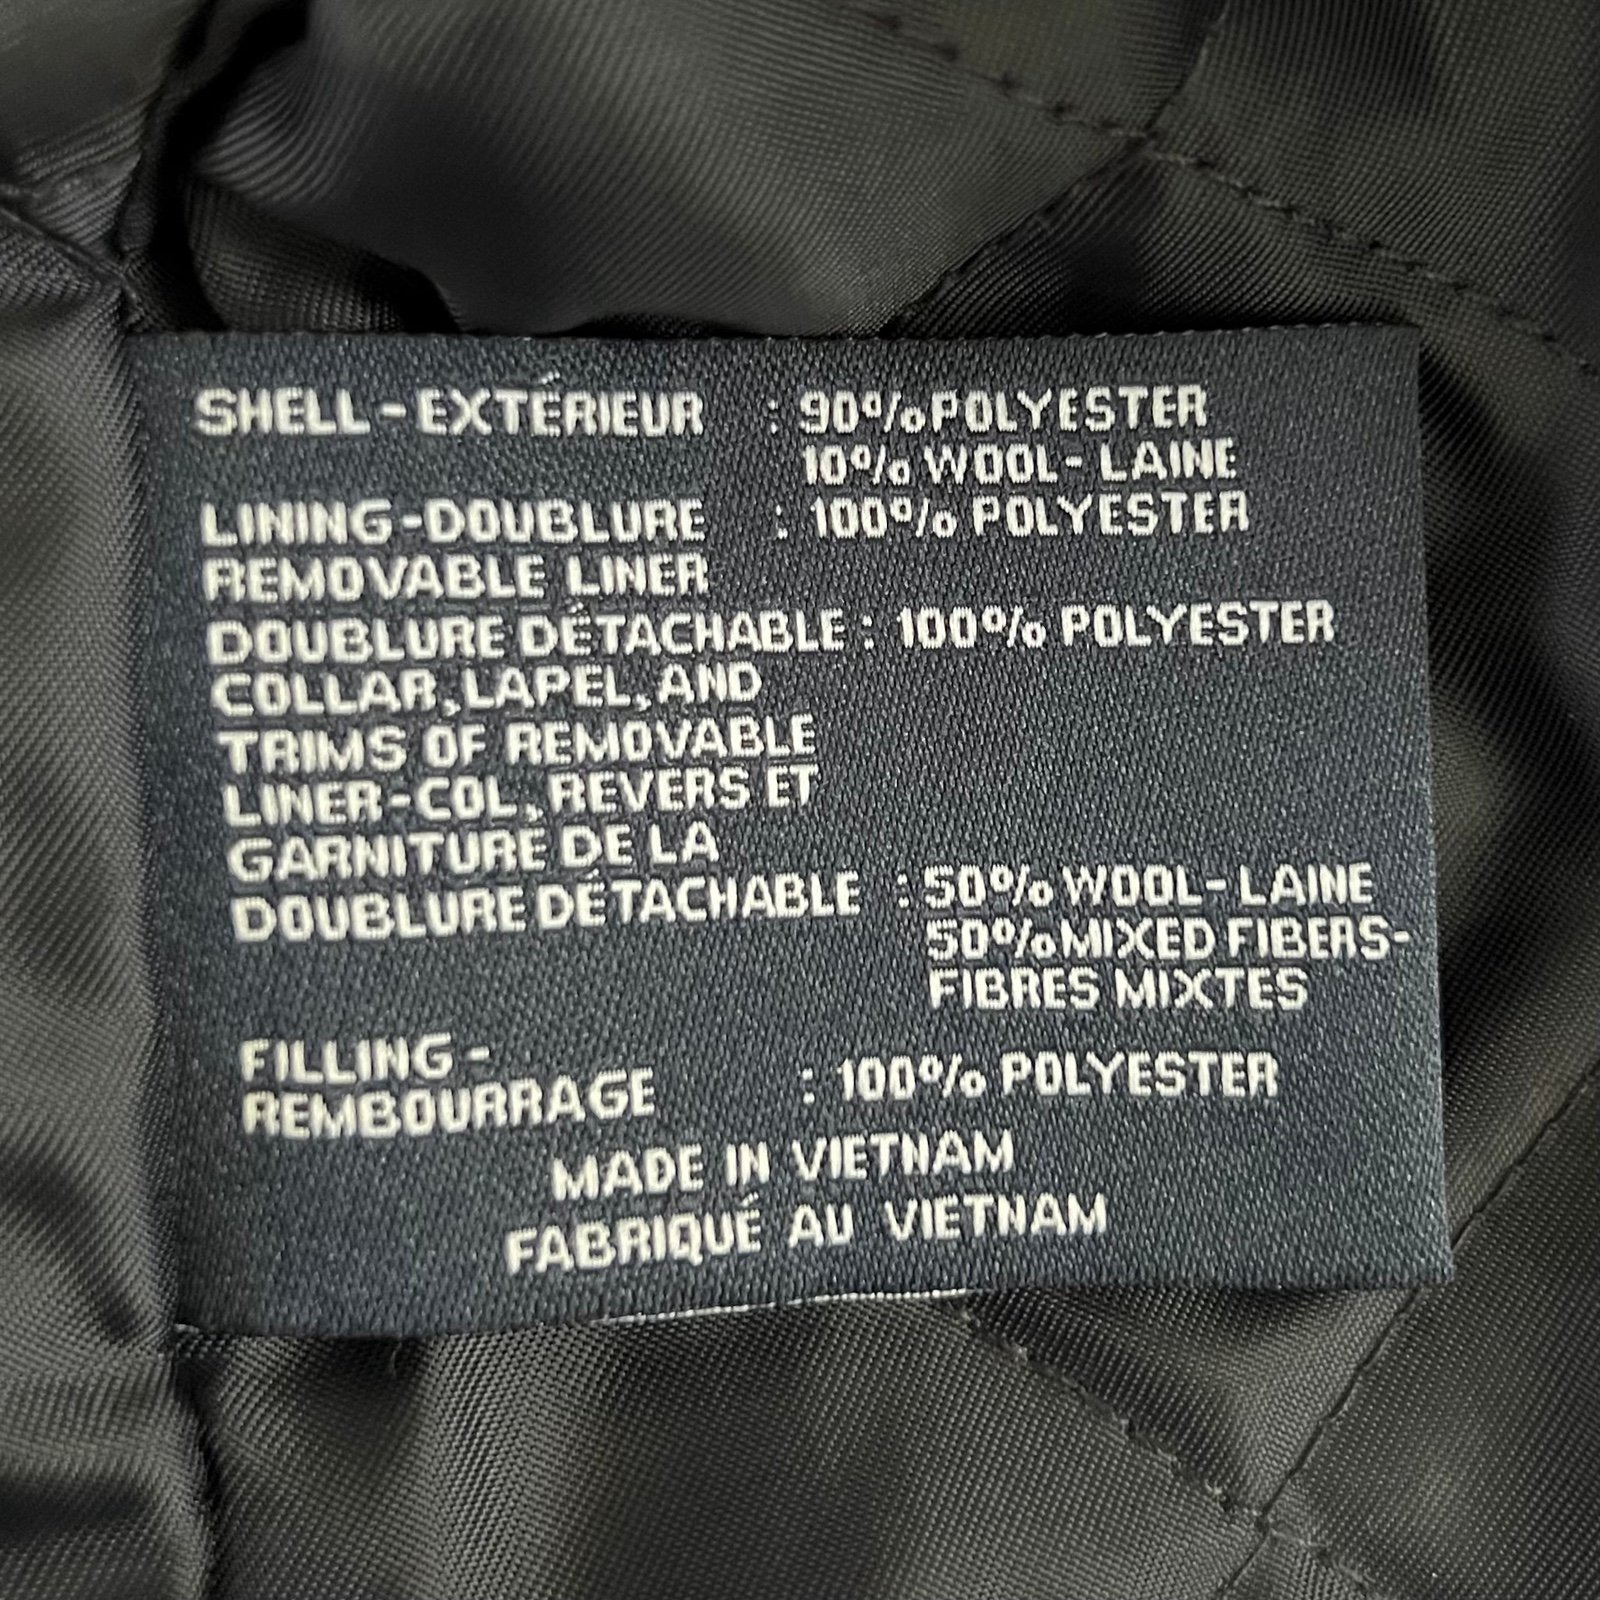 SHELL-EXTÉRIEUR : 90% POLYESTER
10% WOOL-LAINE
LINING-DOUBLURE : 100% POLYESTER
REMOVABLE LINER
DOUBLURE DÉTACHABLE : 100% POLYESTER
COLLAR, LAPEL, AND
TRIMS OF REMOVABLE
LINER-COL, REVERS ET
GARNITURE DE LA
DOUBLURE DÉTACHABLE : 50% WOOL-LAINE
50% MIXED FIBERS-
FIBRES MIXTES
FILLING-
REMBOURRAGE : 100% POLYESTER
MADE IN VIETNAM
FABRIQUÉ AU VIETNAM